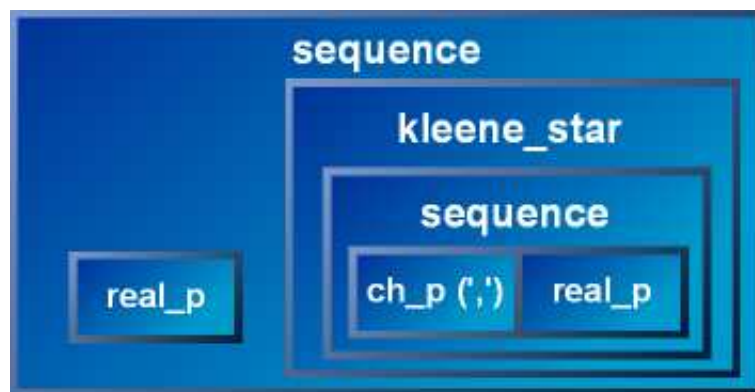 sequence
kleene_star
sequence
real_p ch_p (',') real_p